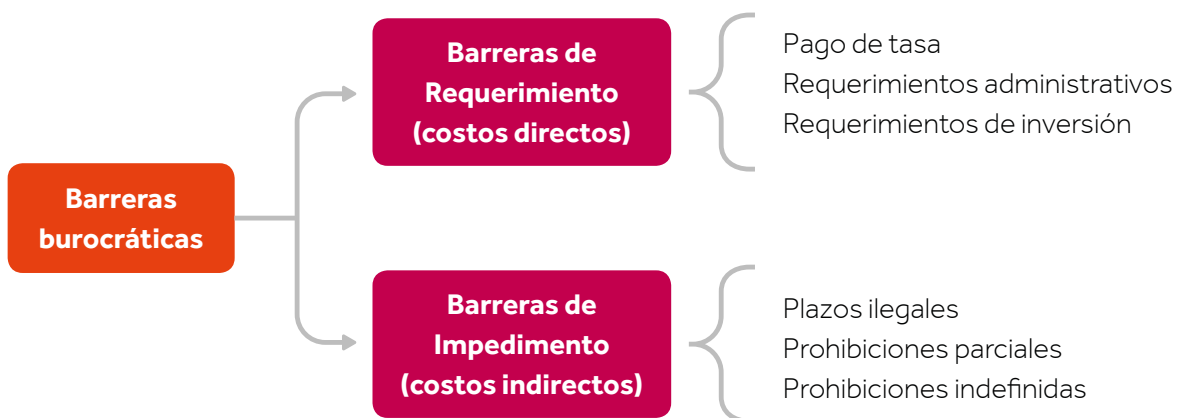 Barreras
burocráticas
Barreras de
Requerimiento
(costos directos)
Pago de tasa
Requerimientos administrativos
Requerimientos de inversión
Barreras de
Impedimento
(costos indirectos)
Plazos ilegales
Prohibiciones parciales
Prohibiciones indefinidas